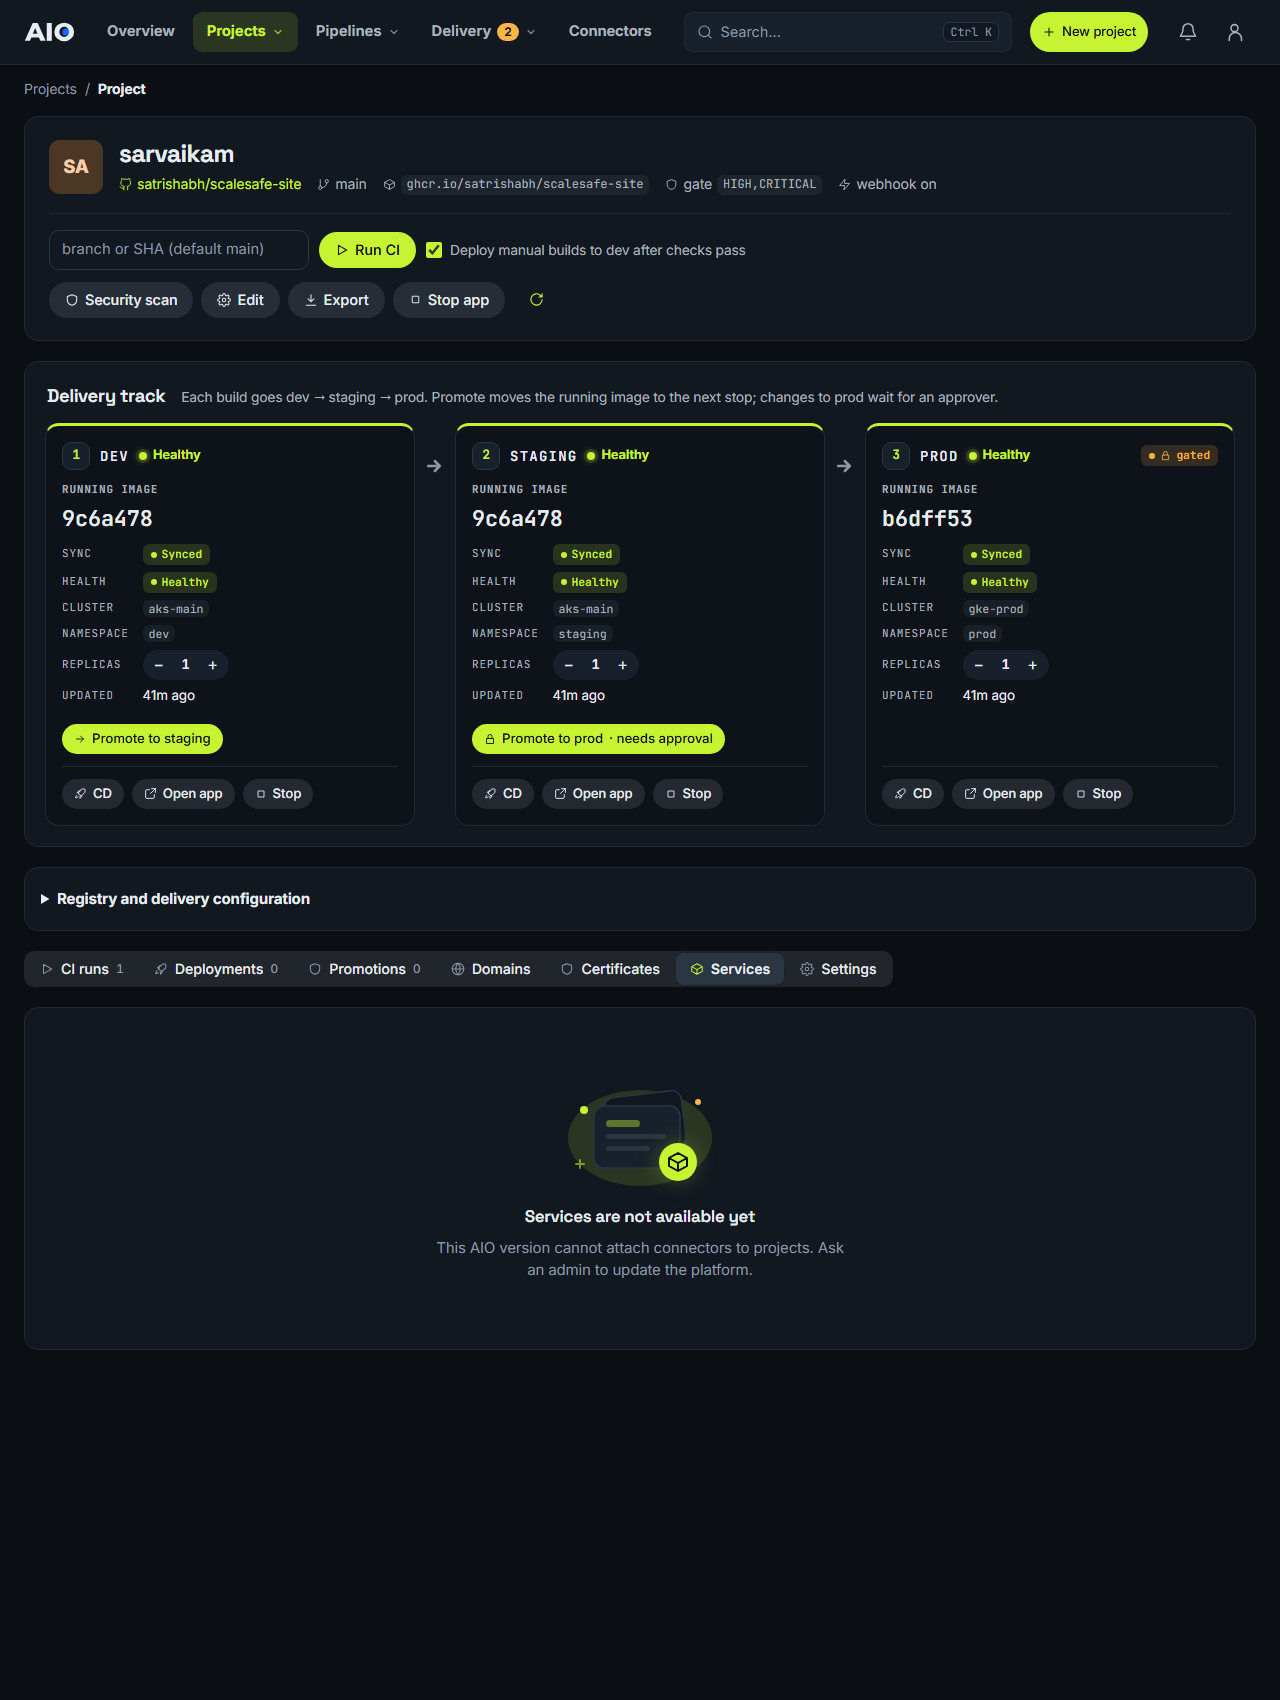 AIO
Overview
Projects
Pipelines
Delivery 2
Connectors
Search...
Ctrl K
New project
Projects / Project
SA
sarvaikam
satrishabh/scalesafe-site
main
ghcr.io/satrishabh/scalesafe-site
gate HIGH,CRITICAL
webhook on
branch or SHA (default main)
Run CI
Deploy manual builds to dev after checks pass
Security scan
Edit
Export
Stop app
Delivery track
Each build goes dev → staging → prod. Promote moves the running image to the next stop; changes to prod wait for an approver.
1 DEV Healthy
RUNNING IMAGE
9c6a478
SYNC Synced
HEALTH Healthy
CLUSTER aks-main
NAMESPACE dev
REPLICAS − 1 +
UPDATED 41m ago
→ Promote to staging
CD
Open app
Stop
2 STAGING Healthy
RUNNING IMAGE
9c6a478
SYNC Synced
HEALTH Healthy
CLUSTER aks-main
NAMESPACE staging
REPLICAS − 1 +
UPDATED 41m ago
Promote to prod · needs approval
CD
Open app
Stop
3 PROD Healthy
gated
RUNNING IMAGE
b6dff53
SYNC Synced
HEALTH Healthy
CLUSTER gke-prod
NAMESPACE prod
REPLICAS − 1 +
UPDATED 41m ago
CD
Open app
Stop
Registry and delivery configuration
CI runs 1
Deployments 0
Promotions 0
Domains
Certificates
Services
Settings
Services are not available yet
This AIO version cannot attach connectors to projects. Ask
an admin to update the platform.